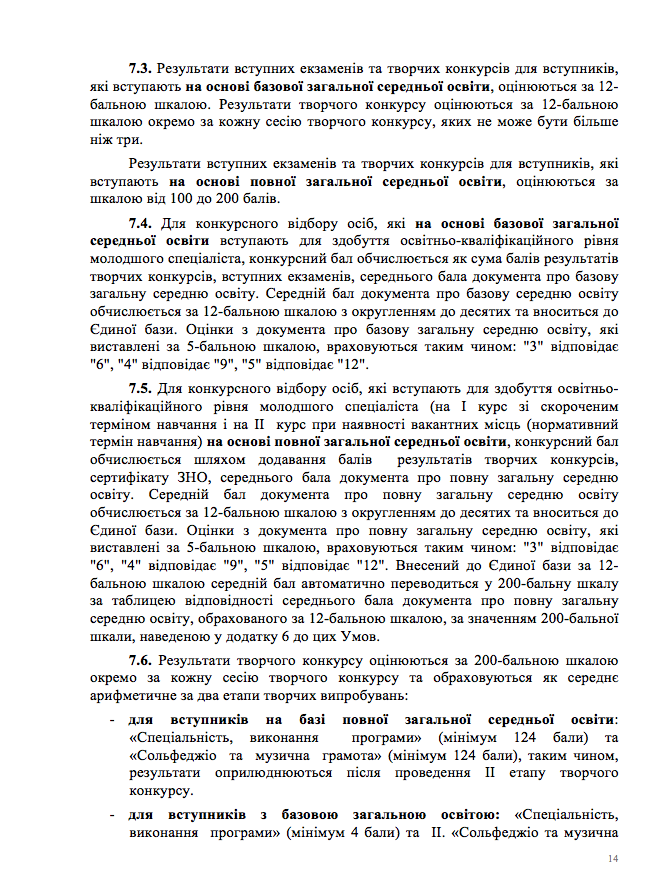 7.3. Результати вступних екзаменів та творчих конкурсів для вступників,
які вступають на основі базової загальної середньої освіти, оцінюються за 12-
бальною шкалою. Результати творчого конкурсу оцінюються за 12-бальною
шкалою окремо за кожну сесію творчого конкурсу, яких не може бути більше
ніж три.
Результати вступних екзаменів та творчих конкурсів для вступників, які
вступають на основі повної загальної середньої освіти, оцінюються за
шкалою від 100 до 200 балів.
7.4. Для конкурсного відбору осіб, які на основі базової загальної
середньої освіти вступають для здобуття освітньо-кваліфікаційного рівня
молодшого спеціаліста, конкурсний бал обчислюється як сума балів результатів
творчих конкурсів, вступних екзаменів, середнього бала документа про базову
загальну середню освіту. Середній бал документа про базову середню освіту
обчислюється за 12-бальною шкалою з округленням до десятих та вноситься до
Єдиної бази. Оцінки з документа про базову загальну середню освіту, які
виставлені за 5-бальною шкалою, враховуються таким чином: "3" відповідає
"6", "4" відповідає "9", "5" відповідає "12".
7.5. Для конкурсного відбору осіб, які вступають для здобуття освітньо-
кваліфікаційного рівня молодшого спеціаліста (на І курс зі скороченим
терміном навчання і на ІІ курс при наявності вакантних місць (нормативний
термін навчання) на основі повної загальної середньої освіти, конкурсний бал
обчислюється шляхом додавання балів результатів творчих конкурсів,
сертифікату ЗНО, середнього бала документа про повну загальну середню
освіту. Середній бал документа про повну загальну середню освіту
обчислюється за 12-бальною шкалою з округленням до десятих та вноситься до
Єдиної бази. Оцінки з документа про повну загальну середню освіту, які
виставлені за 5-бальною шкалою, враховуються таким чином: "3" відповідає
"6", "4" відповідає "9", "5" відповідає "12". Внесений до Єдиної бази за 12-
бальною шкалою середній бал автоматично переводиться у 200-бальну шкалу
за таблицею відповідності середнього бала документа про повну загальну
середню освіту, обрахованого за 12-бальною шкалою, за значенням 200-бальної
шкали, наведеною у додатку 6 до цих Умов.
7.6. Результати творчого конкурсу оцінюються за 200-бальною шкалою
окремо за кожну сесію творчого конкурсу та обраховуються як середнє
арифметичне за два етапи творчих випробувань:
- для вступників на базі повної загальної середньої освіти:
«Спеціальність, виконання програми» (мінімум 124 бали) та
«Сольфеджіо та музична грамота» (мінімум 124 бали), таким чином,
результати оприлюднюються після проведення ІІ етапу творчого
конкурсу.
- для вступників з базовою загальною освітою: «Спеціальність,
виконання програми» (мінімум 4 бали) та ІІ. «Сольфеджіо та музична
14